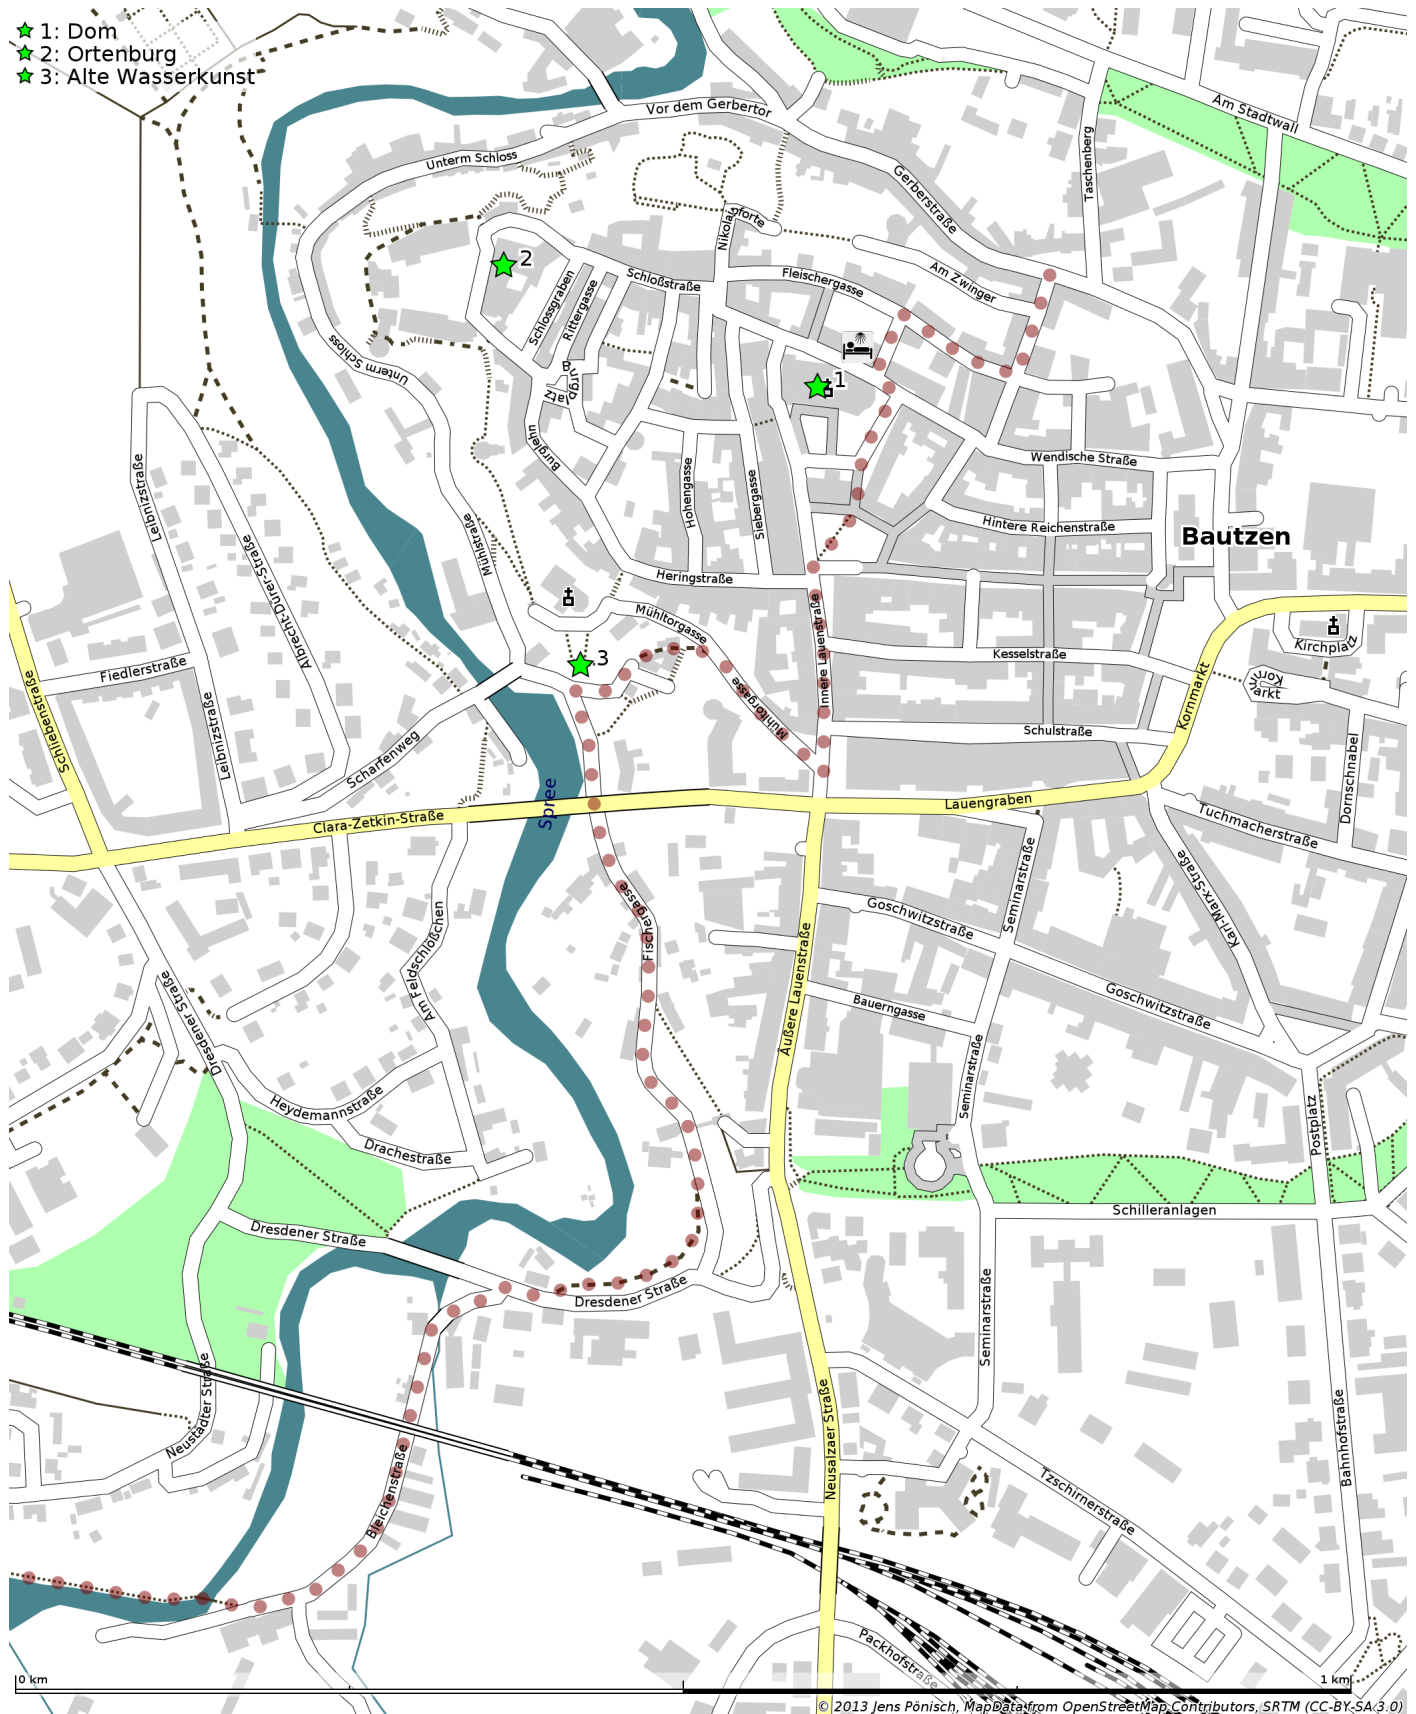 1: Dom
2: Ortenburg
3: Alte Wasserkunst
Vor dem Gerbertor
Am Stadtwall
Unterm Schloss
Taschenberg
Gerberstraße
Nikolaipforte
2
Schloßstraße
Fleischergasse
Am Zwinger
Schlossgraben
Rittergasse
Unterm Schloss
1
Burgplatz
Burglehn
Wendische Straße
Leibnizstraße
Hohengasse
Siebergasse
Hintere Reichenstraße
Bautzen
Mühlstraße
Albrecht-Dürer-Straße
Heringstraße
Mühltorgasse
Innere Lauenstraße
Kesselstraße
Kirchplatz
3
Fiedlerstraße
Schliebenstraße
Leibnizstraße
Mühltorgasse
Kornmarkt
Kornmarkt
Schulstraße
Scharfenweg
Dornschnabel
Spree
Lauengraben
Clara-Zetkin-Straße
Tuchmacherstraße
Seminarstraße
Karl-Marx-Straße
Fischergasse
Goschwitzstraße
Am Feldschlößchen
Äußere Lauenstraße
Dresdener Straße
Bauerngasse
Goschwitzstraße
Seminarstraße
Heydemannstraße
Postplatz
Drachestraße
Schilleranlagen
Dresdener Straße
Dresdener Straße
Seminarstraße
Neustädter Straße
Neusalzaer Straße
Bahnhofstraße
Bleichenstraße
Tzschirnerstraße
Packhofstraße
0 km
1 km
© 2013 Jens Pönisch, MapData from OpenStreetMap Contributors, SRTM (CC-BY-SA 3.0)